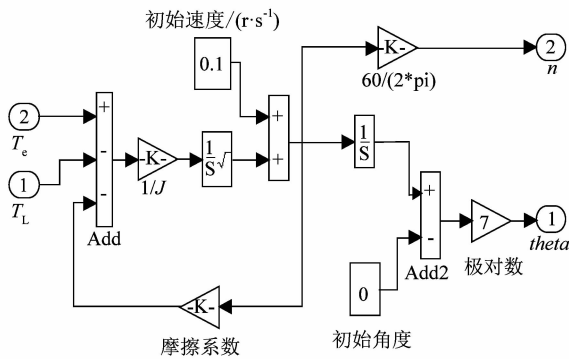 初始速度/(r·s⁻¹)
0.1
-K-
60/(2*pi)
2
n
2
Tₑ
1
T_L
+
-
-
Add
-K-
1/J
1
S
√
+
+
1
S
+
-
Add2
7
极对数
1
theta
0
初始角度
-K-
摩擦系数